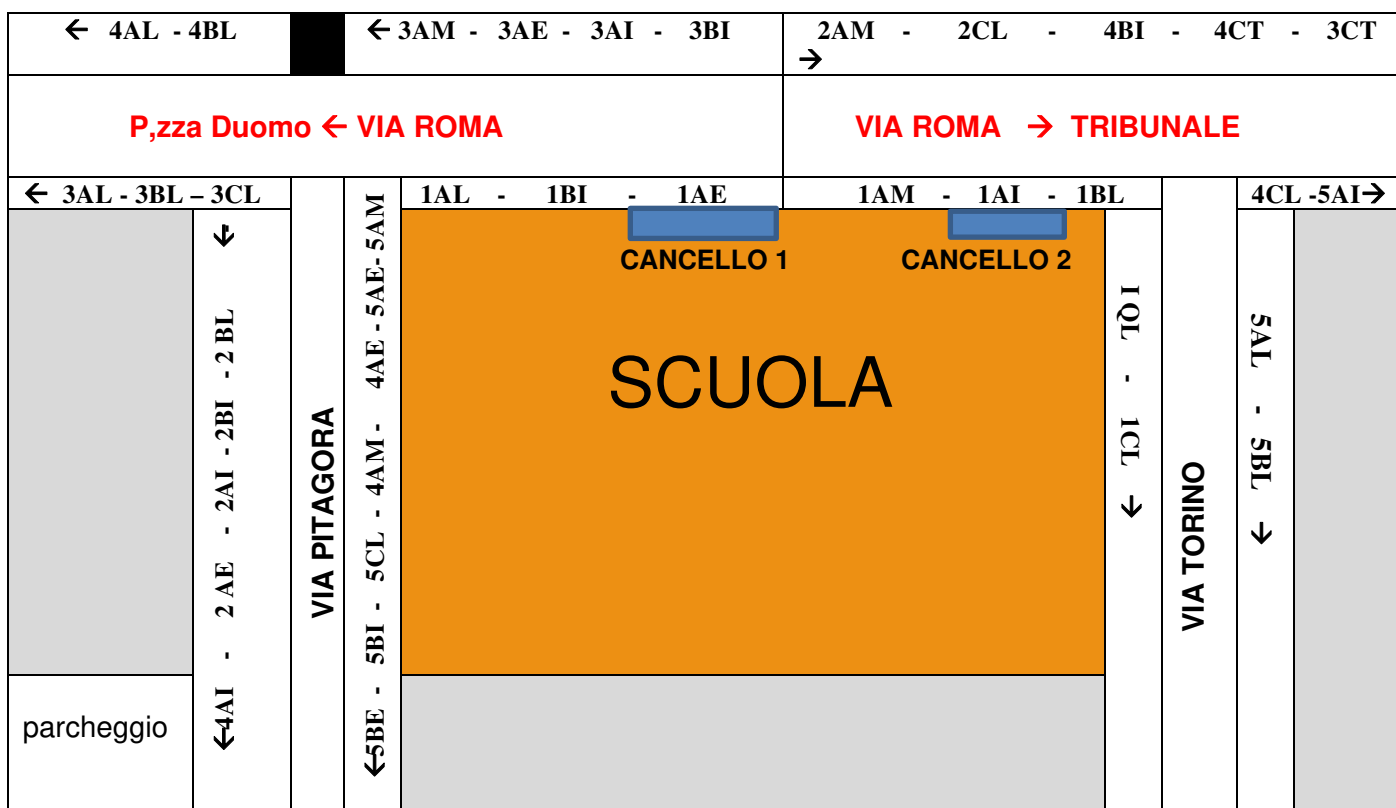 ← 4AL - 4BL
← 3AM - 3AE - 3AI - 3BI
2AM - 2CL - 4BI - 4CT - 3CT
→
P,zza Duomo ← VIA ROMA
VIA ROMA → TRIBUNALE
← 3AL - 3BL – 3CL
1AL - 1BI - 1AE
1AM - 1AI - 1BL
4CL -5AI→
CANCELLO 1
CANCELLO 2
SCUOLA
←4AI - 2 AE - 2AI - 2BI -2 BL →
VIA PITAGORA
←5BE - 5BI - 5CL - 4AM - 4AE - 5AE- 5AM
I QL - 1CL →
VIA TORINO
5AL - 5BL →
parcheggio